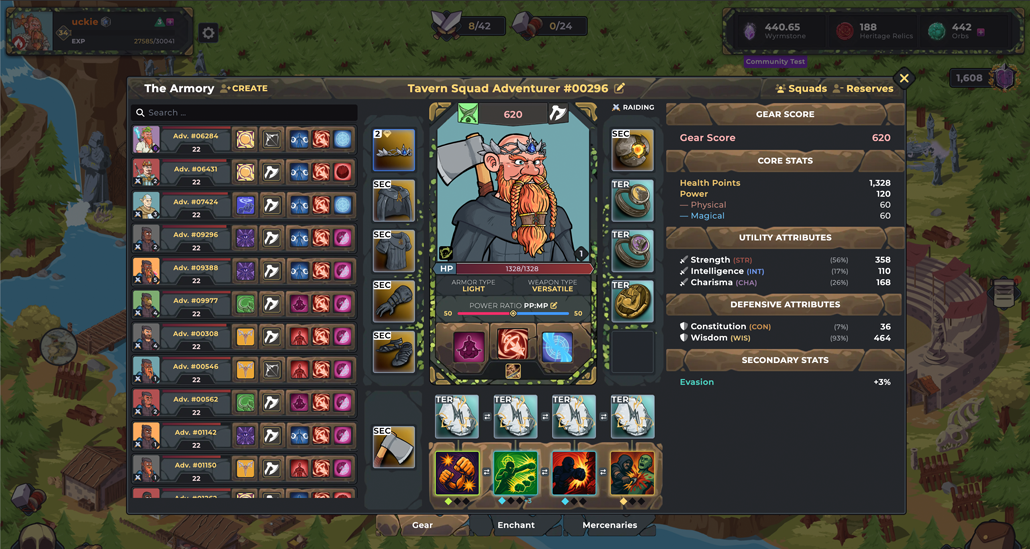 uckie
34
EXP 27585/30041
8/42
0/24
440.65 Wyrmstone
188 Heritage Relics
442 Orbs
Community Test
1,608
The Armory CREATE
Tavern Squad Adventurer #00296
Squads Reserves
Search ...
Adv. #06284
22
Adv. #06431
22
Adv. #07424
22
Adv. #09296
22
Adv. #09388
22
Adv. #09977
22
Adv. #00308
22
Adv. #00546
22
Adv. #00562
22
Adv. #01142
22
Adv. #01150
22
2
SEC
SEC
SEC
SEC
SEC
620
1
HP 1328/1328
ARMOR TYPE
LIGHT
WEAPON TYPE
VERSATILE
POWER RATIO PP:MP
50 50
RAIDING
SEC
TER
TER
TER
TER TER TER TER
GEAR SCORE
Gear Score 620
CORE STATS
Health Points 1,328
Power 120
— Physical 60
— Magical 60
UTILITY ATTRIBUTES
Strength (STR) (56%) 358
Intelligence (INT) (17%) 110
Charisma (CHA) (26%) 168
DEFENSIVE ATTRIBUTES
Constitution (CON) (7%) 36
Wisdom (WIS) (93%) 464
SECONDARY STATS
Evasion +3%
Gear Enchant Mercenaries